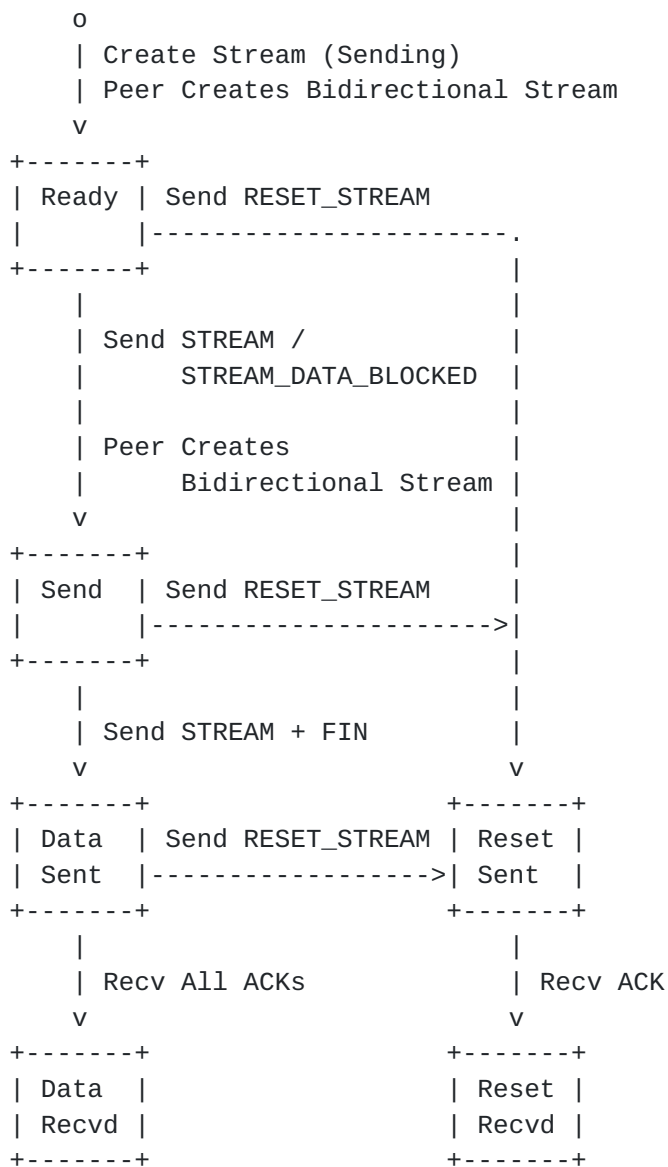 o
| Create Stream (Sending)
| Peer Creates Bidirectional Stream
v
+-------+
| Ready | Send RESET_STREAM
|       |-----------------------.
+-------+                       |
|                       |
| Send STREAM /         |
|      STREAM_DATA_BLOCKED  |
|                       |
| Peer Creates          |
|      Bidirectional Stream |
v                       |
+-------+                       |
| Send  | Send RESET_STREAM     |
|       |---------------------->|
+-------+                       |
|                       |
| Send STREAM + FIN     |
v                       v
+-------+                   +-------+
| Data  | Send RESET_STREAM | Reset |
| Sent  |------------------>| Sent  |
+-------+                   +-------+
|                           |
| Recv All ACKs             | Recv ACK
v                           v
+-------+                   +-------+
| Data  |                   | Reset |
| Recvd |                   | Recvd |
+-------+                   +-------+